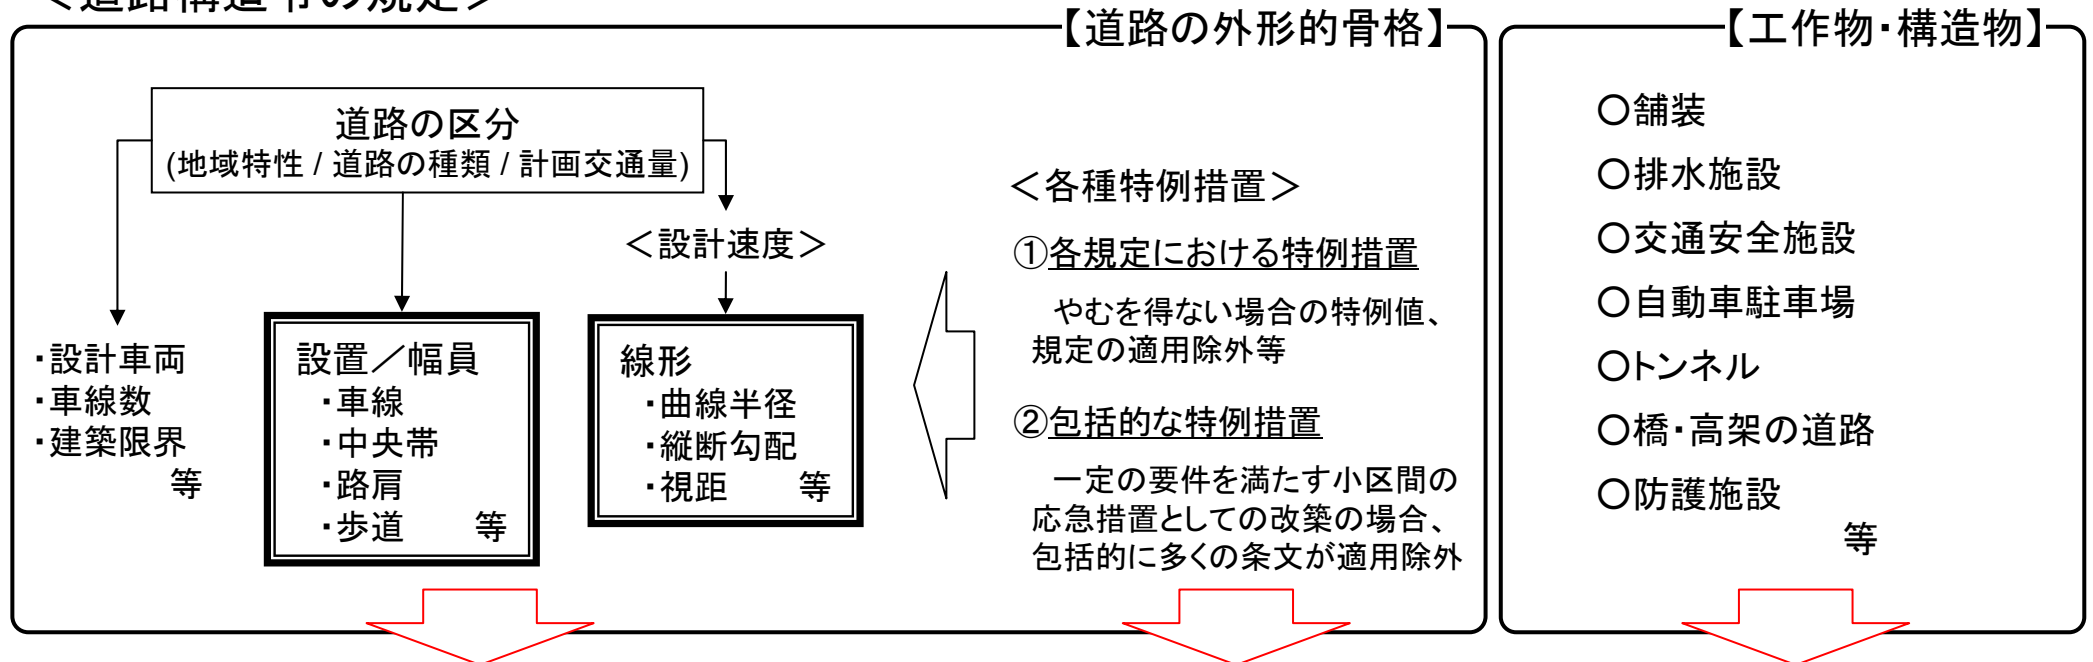 ＜道路構造令の規定＞
【道路の外形的骨格】
道路の区分
(地域特性 / 道路の種類 / 計画交通量)
＜設計速度＞
・設計車両
・車線数
・建築限界
等
設置／幅員
・車線
・中央帯
・路肩
・歩道　　等
線形
・曲線半径
・縦断勾配
・視距　　等
＜各種特例措置＞
①各規定における特例措置
やむを得ない場合の特例値、
規定の適用除外等
②包括的な特例措置
一定の要件を満たす小区間の
応急措置としての改築の場合、
包括的に多くの条文が適用除外
【工作物・構造物】
○舗装
○排水施設
○交通安全施設
○自動車駐車場
○トンネル
○橋・高架の道路
○防護施設
等